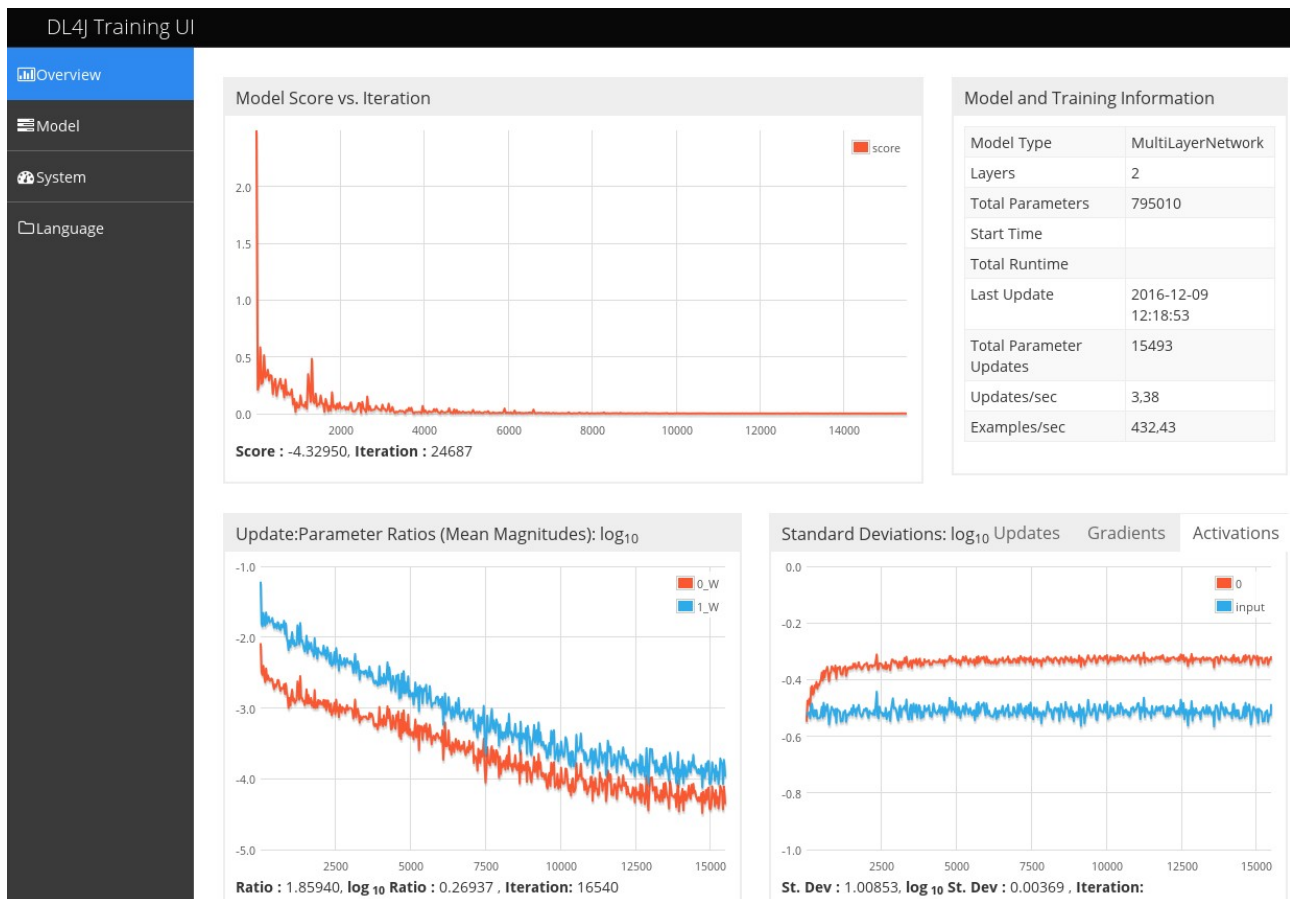 DL4J Training UI
Overview
Model
System
Language
Model Score vs. Iteration
score
2.0
1.5
1.0
0.5
0.0
2000 4000 6000 8000 10000 12000 14000
Score : -4.32950, Iteration : 24687
Model and Training Information
Model Type MultiLayerNetwork
Layers 2
Total Parameters 795010
Start Time
Total Runtime
Last Update 2016-12-09
12:18:53
Total Parameter 15493
Updates
Updates/sec 3,38
Examples/sec 432,43
Update:Parameter Ratios (Mean Magnitudes): log10
-1.0
0_W
1_W
-2.0
-3.0
-4.0
-5.0
2500 5000 7500 10000 12500 15000
Ratio : 1.85940, log 10 Ratio : 0.26937 , Iteration: 16540
Standard Deviations: log10 Updates Gradients Activations
0.0
0
input
-0.2
-0.4
-0.6
-0.8
-1.0
2500 5000 7500 10000 12500 15000
St. Dev : 1.00853, log 10 St. Dev : 0.00369 , Iteration: